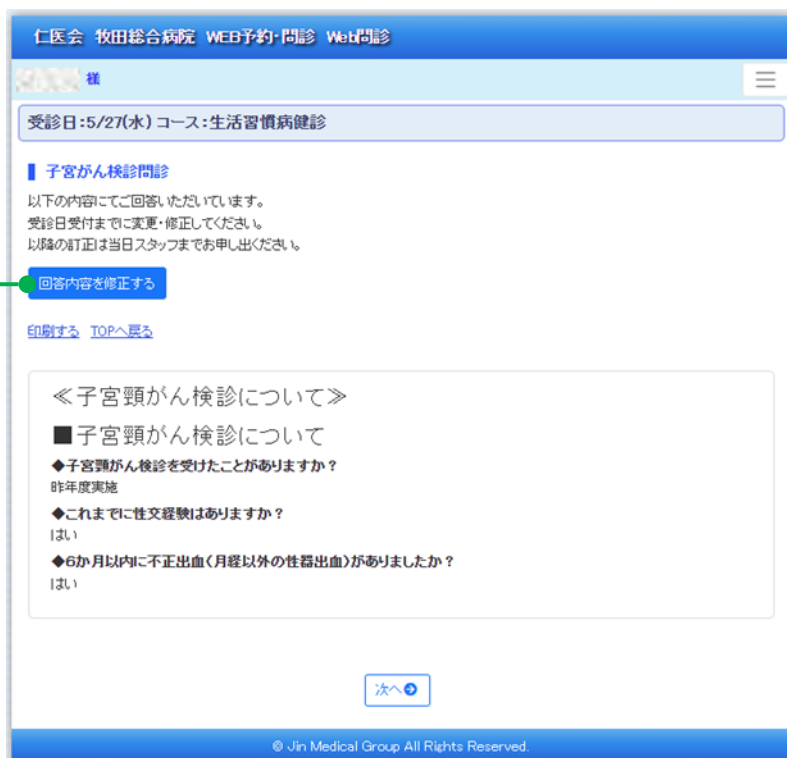 仁医会 牧田総合病院 WEB予約・問診 Web問診
様
受診日:5/27(水) コース:生活習慣病健診
子宮がん検診問診
以下の内容にてご回答いただいています。
受診日受付までに変更・修正してください。
以降の訂正は当日スタッフまでお申し出ください。
回答内容を修正する
印刷する TOPへ戻る
≪子宮頸がん検診について≫
■子宮頸がん検診について
◆子宮頸がん検診を受けたことがありますか?
昨年度実施
◆これまでに性交経験はありますか?
はい
◆6か月以内に不正出血(月経以外の性器出血)がありましたか?
はい
次へ
© Jin Medical Group All Rights Reserved.